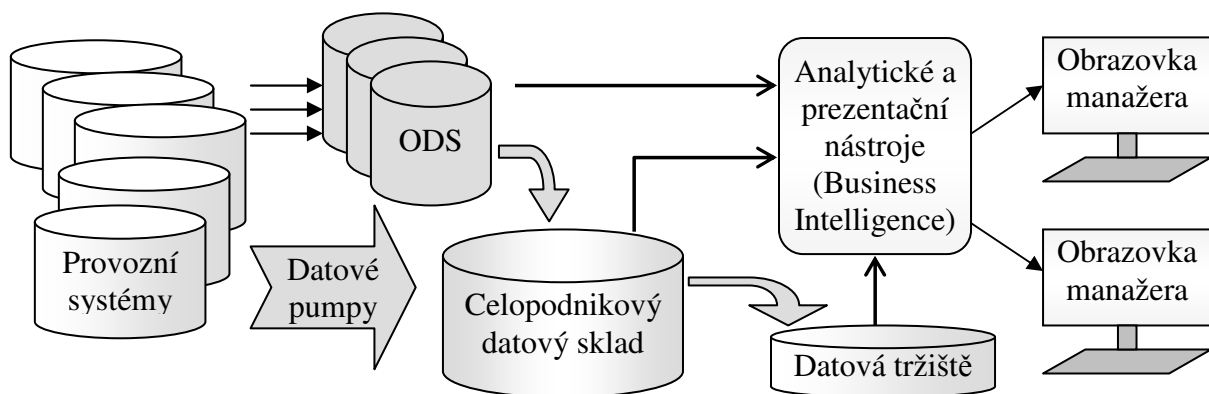 Provozní
systémy
ODS
Datové
pumpy
Celopodnikový
datový sklad
Datová tržiště
Analytické a
prezentační
nástroje
(Business
Intelligence)
Obrazovka
manažera
Obrazovka
manažera